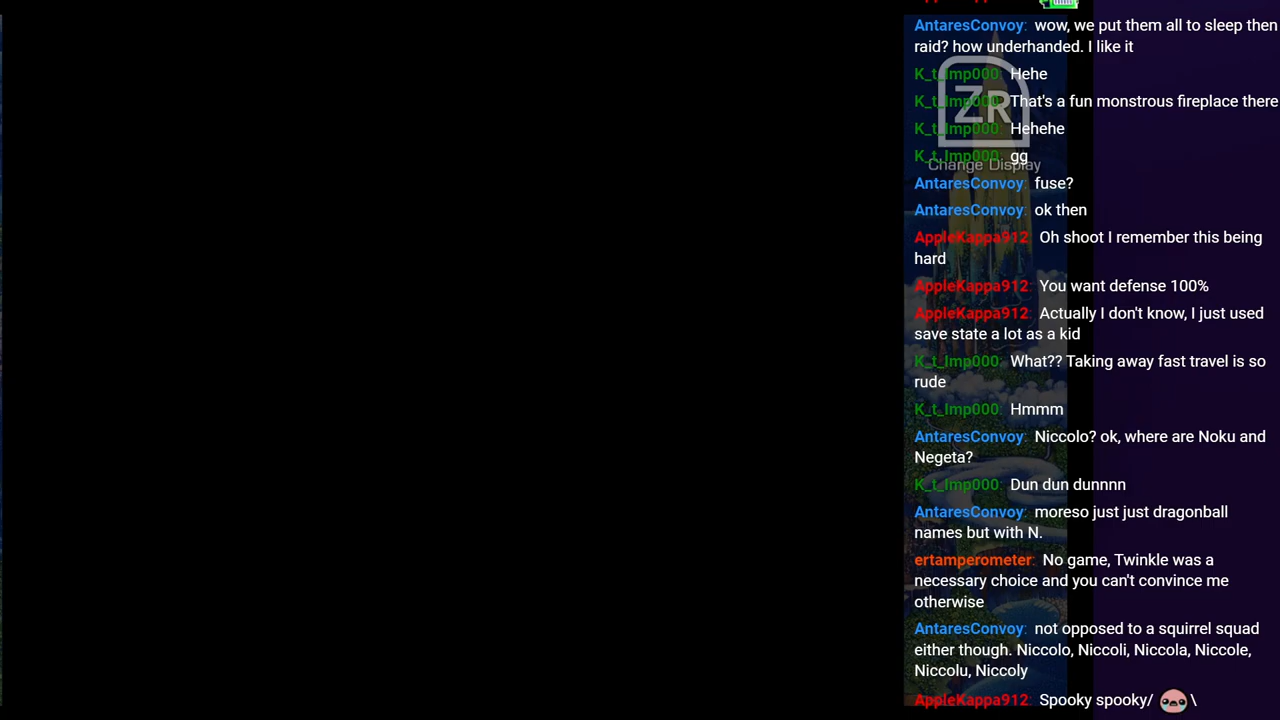 AntaresConvoy: wow, we put them all to sleep then
raid? how underhanded. I like it
K_t_Imp000: Hehe
K_t_Imp000: That's a fun monstrous fireplace there
K_t_Imp000: Hehehe
K_t_Imp000: gg
ZR
Change Display
AntaresConvoy: fuse?
AntaresConvoy: ok then
AppleKappa912: Oh shoot I remember this being
hard
AppleKappa912: You want defense 100%
AppleKappa912: Actually I don't know, I just used
save state a lot as a kid
K_t_Imp000: What?? Taking away fast travel is so
rude
K_t_Imp000: Hmmm
AntaresConvoy: Niccolo? ok, where are Noku and
Negeta?
K_t_Imp000: Dun dun dunnnn
AntaresConvoy: moreso just just dragonball
names but with N.
ertamperometer: No game, Twinkle was a
necessary choice and you can't convince me
otherwise
AntaresConvoy: not opposed to a squirrel squad
either though. Niccolo, Niccoli, Niccola, Niccole,
Niccolu, Niccoly
AppleKappa912: Spooky spooky/ \